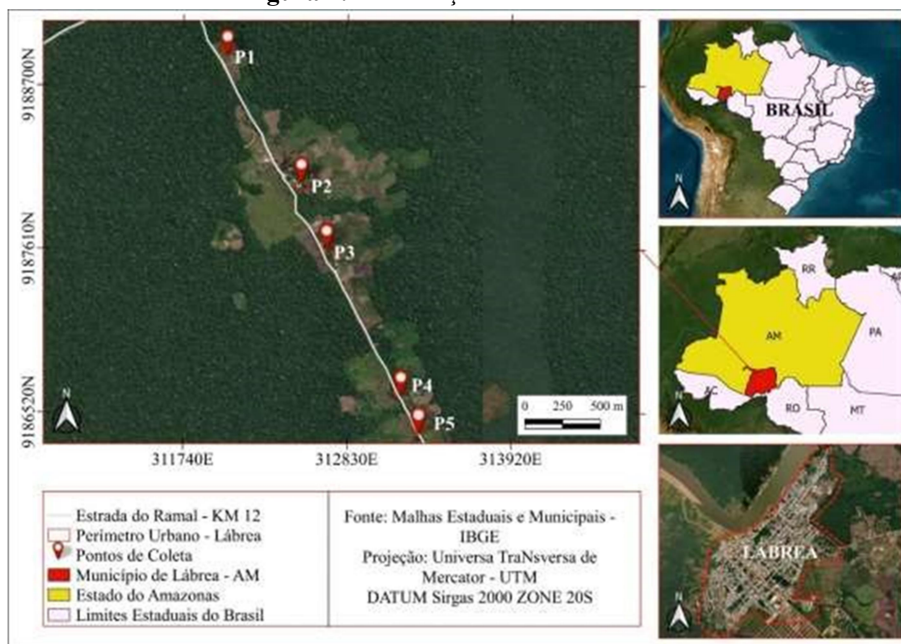 P1
P2
P3
P4
P5
N
0 250 500 m
9188700N
9187610N
9186520N
311740E
312830E
313920E
BRASIL
N
RR
AM
PA
AC
RO
MT
N
LÁBREA
N
Estrada do Ramal - KM 12
Perímetro Urbano - Lábrea
Pontos de Coleta
Município de Lábrea - AM
Estado do Amazonas
Limites Estaduais do Brasil
Fonte: Malhas Estaduais e Municipais -
IBGE
Projeção: Universa TraNsversa de
Mercator - UTM
DATUM Sirgas 2000 ZONE 20S